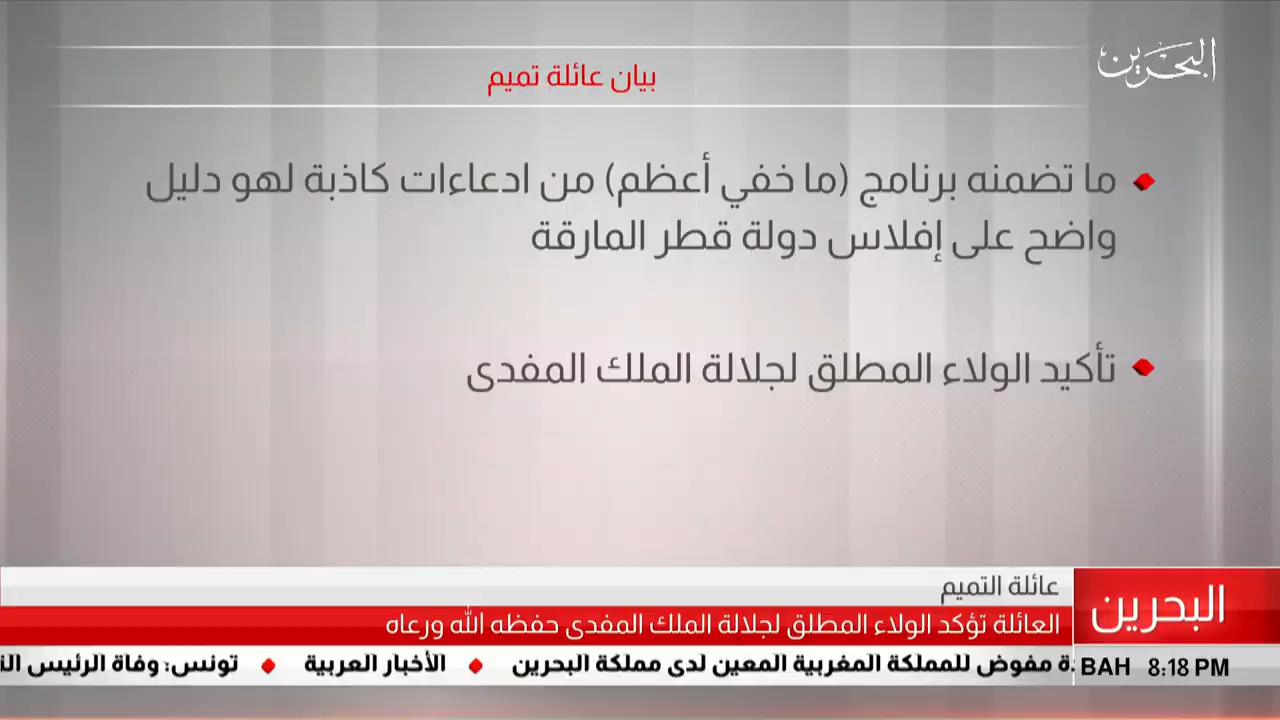 البحرين
بيان عائلة تميم
ما تضمنه برنامج (ما خفي أعظم) من ادعاءات كاذبة لهو دليل
واضح على إفلاس دولة قطر المارقة
تأكيد الولاء المطلق لجلالة الملك المفدى
عائلة التميم
العائلة تؤكد الولاء المطلق لجلالة الملك المفدى حفظه الله ورعاه
البحرين
مفوض للمملكة المغربية المعين لدى مملكة البحرين ♦ الأخبار العربية ♦ تونس: وفاة الرئيس
BAH 8:18 PM